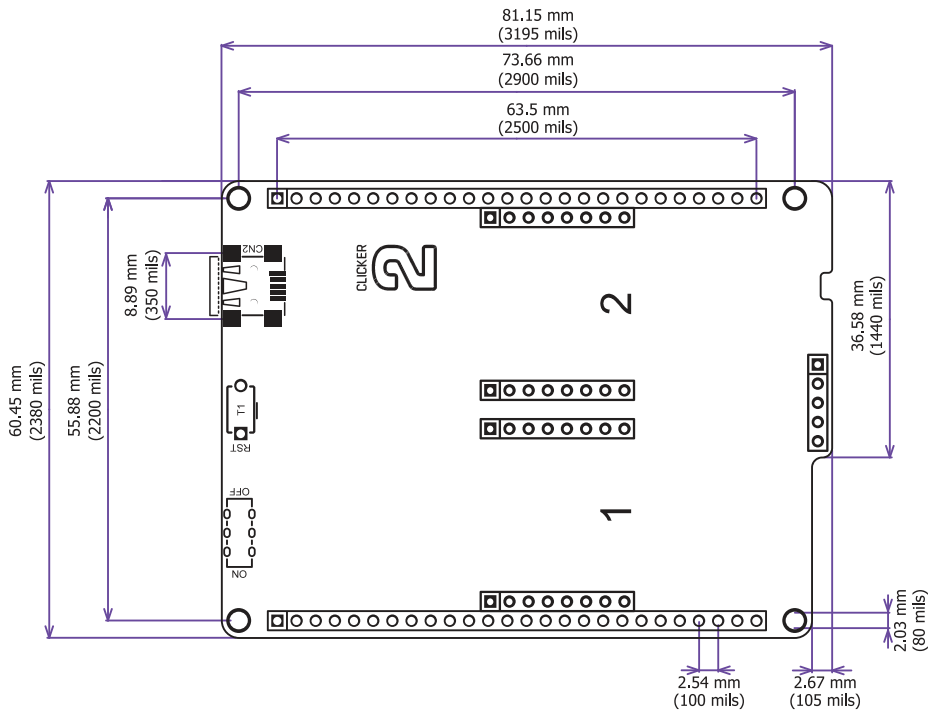 81.15 mm
(3195 mils)
73.66 mm
(2900 mils)
63.5 mm
(2500 mils)
CN2
CLICKER
2
8.89 mm
(350 mils)
2
36.58 mm
(1440 mils)
60.45 mm
(2380 mils)
55.88 mm
(2200 mils)
T1
RST
OFF
ON
1
2.03 mm
(80 mils)
2.54 mm
(100 mils)
2.67 mm
(105 mils)